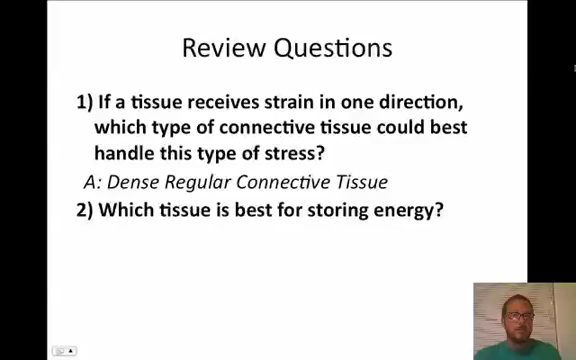 Review Questions
1) If a tissue receives strain in one direction,
which type of connective tissue could best
handle this type of stress?
A: Dense Regular Connective Tissue
2) Which tissue is best for storing energy?